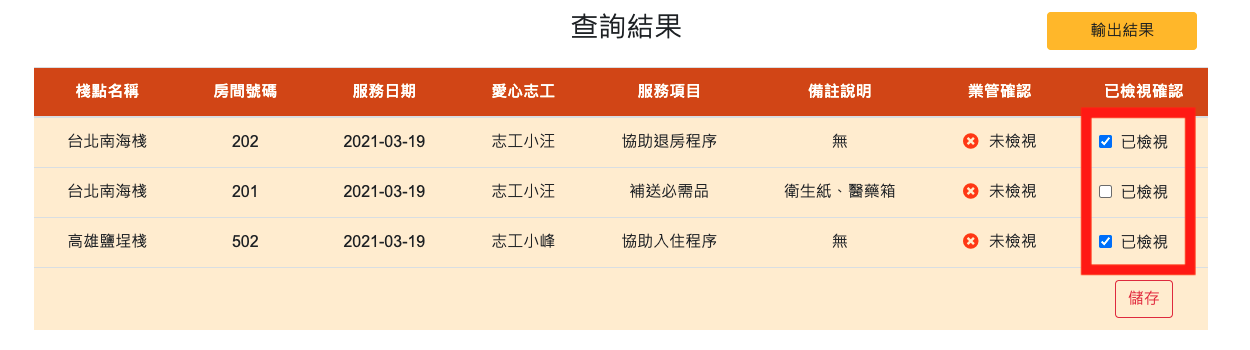 查詢結果
輸出結果
棧點名稱 房間號碼 服務日期 愛心志工 服務項目 備註說明 業管確認 已檢視確認
台北南海棧 202 2021-03-19 志工小汪 協助退房程序 無 未檢視 已檢視
台北南海棧 201 2021-03-19 志工小汪 補送必需品 衛生紙、醫藥箱 未檢視 已檢視
高雄鹽埕棧 502 2021-03-19 志工小峰 協助入住程序 無 未檢視 已檢視
儲存